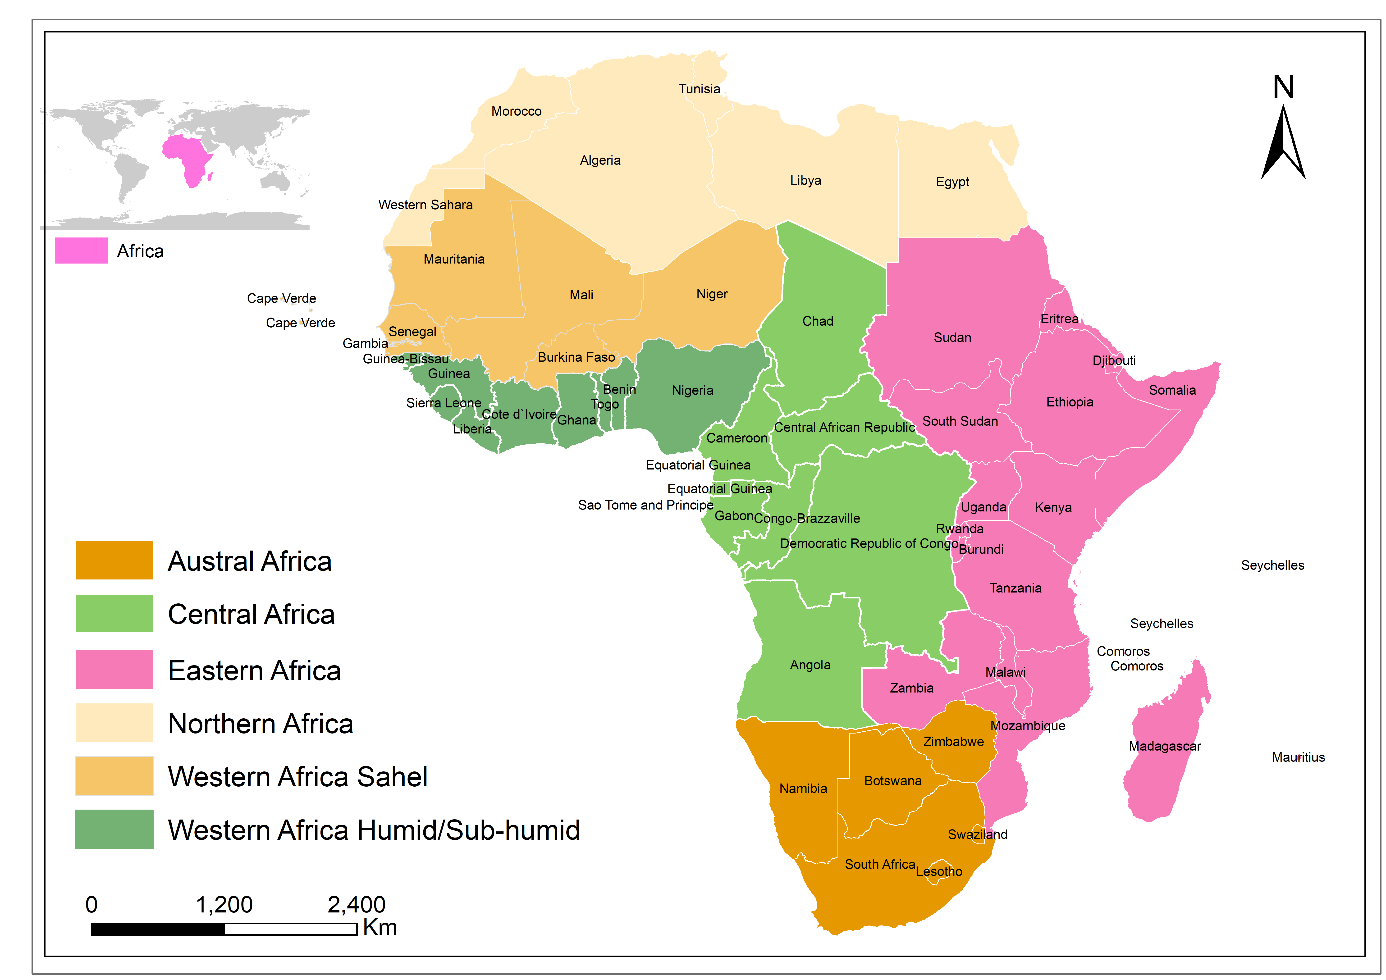 N
Tunisia
Morocco
Algeria
Libya
Egypt
Western Sahara
Africa
Mauritania
Mali
Niger
Cape Verde
Cape Verde
Chad
Eritrea
Senegal
Sudan
Gambia
Guinea-Bissau
Burkina Faso
Djibouti
Guinea
Benin
Nigeria
Somalia
Sierra Leone
Togo
Ethiopia
Cote d`Ivoire
Ghana
South Sudan
Liberia
Central African Republic
Cameroon
Equatorial Guinea
Equatorial Guinea
Sao Tome and Principe
Uganda
Kenya
Gabon
Congo-Brazzaville
Rwanda
Democratic Republic of Congo
Burundi
Seychelles
Tanzania
Seychelles
Comoros
Comoros
Angola
Malawi
Zambia
Mozambique
Zimbabwe
Madagascar
Mauritius
Botswana
Namibia
Swaziland
South Africa
Lesotho
Austral Africa
Central Africa
Eastern Africa
Northern Africa
Western Africa Sahel
Western Africa Humid/Sub-humid
0 1,200 2,400
Km